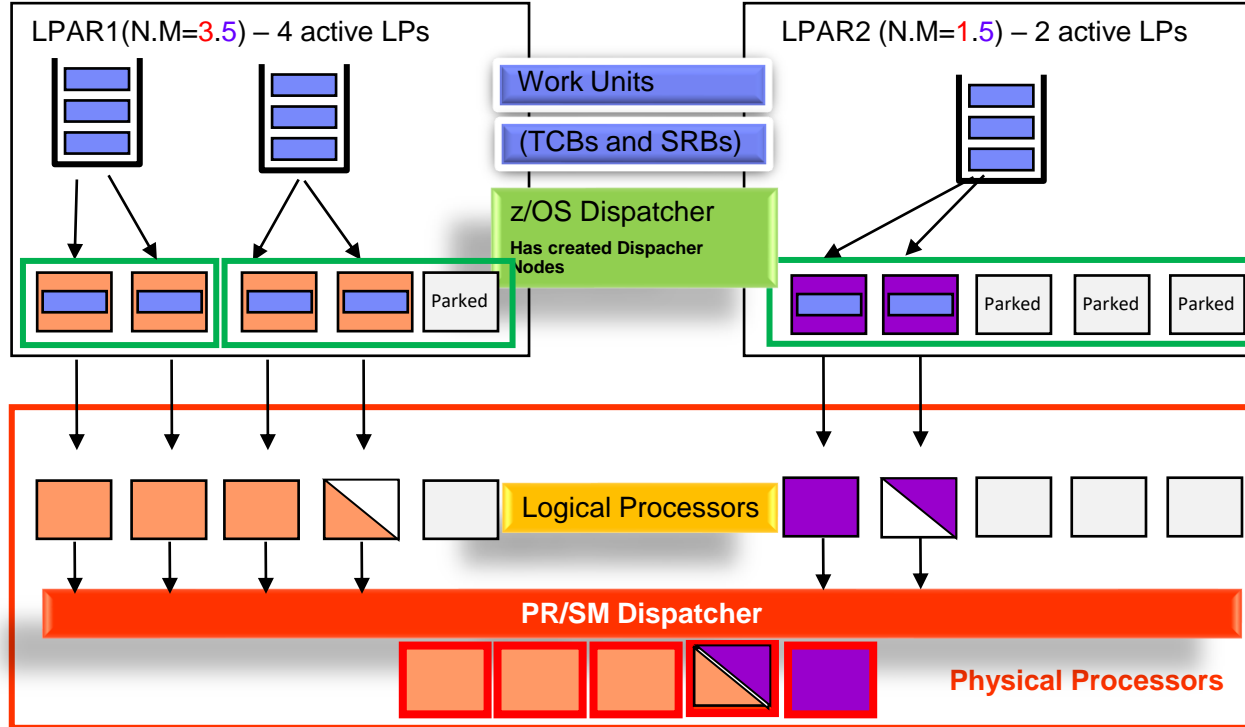 LPAR1(N.M=3.5) – 4 active LPs
LPAR2 (N.M=1.5) – 2 active LPs
Work Units
(TCBs and SRBs)
z/OS Dispatcher
Has created Dispacher
Nodes
Parked
Parked
Parked
Parked
Logical Processors
PR/SM Dispatcher
Physical Processors